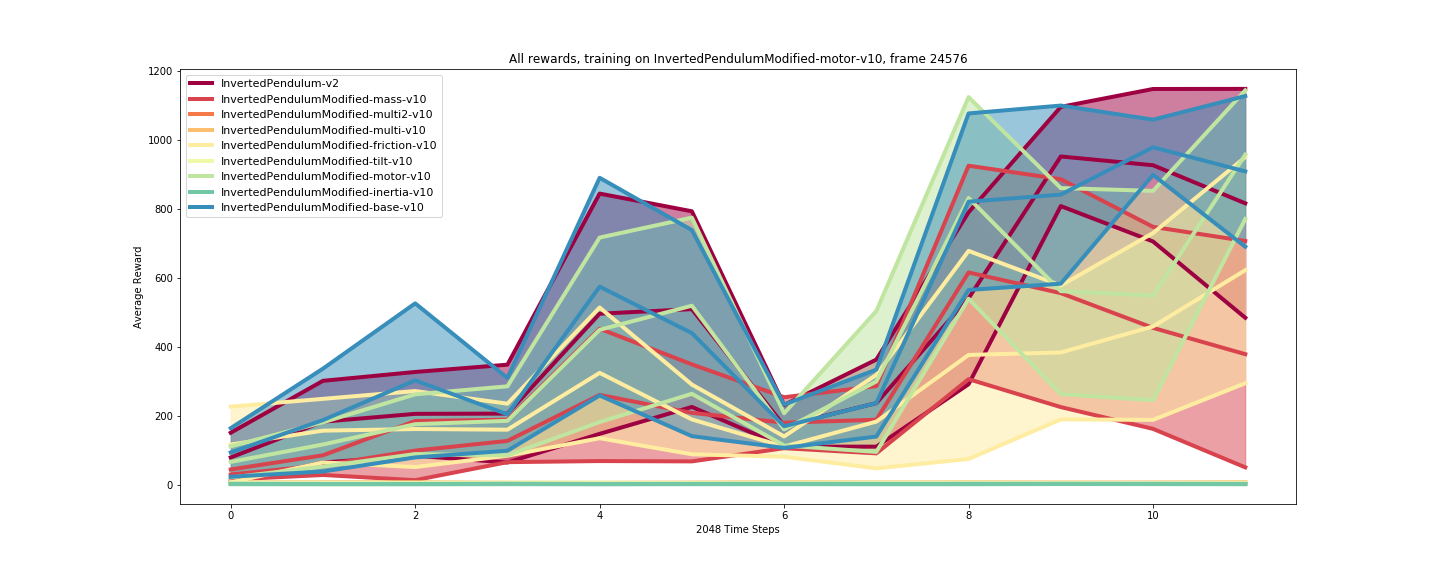 All rewards, training on InvertedPendulumModified-motor-v10, frame 24576
1200
1000
800
600
400
200
0
Average Reward
InvertedPendulum-v2
InvertedPendulumModified-mass-v10
InvertedPendulumModified-multi2-v10
InvertedPendulumModified-multi-v10
InvertedPendulumModified-friction-v10
InvertedPendulumModified-tilt-v10
InvertedPendulumModified-motor-v10
InvertedPendulumModified-inertia-v10
InvertedPendulumModified-base-v10
0 2 4 6 8 10
2048 Time Steps